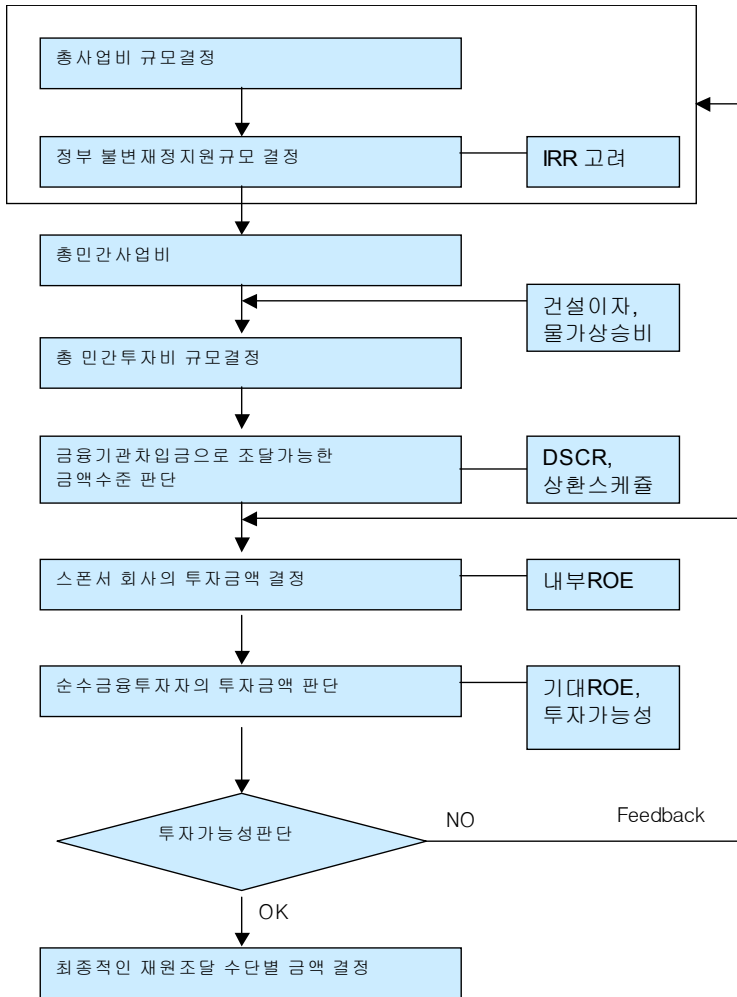 총사업비 규모결정
정부 불변재정지원규모 결정
IRR 고려
총민간사업비
건설이자,
물가상승비
총 민간투자비 규모결정
금융기관차입금으로 조달가능한
금액수준 판단
DSCR,
상환스케쥴
스폰서 회사의 투자금액 결정
내부ROE
순수금융투자자의 투자금액 판단
기대ROE,
투자가능성
투자가능성판단
NO
Feedback
OK
최종적인 재원조달 수단별 금액 결정